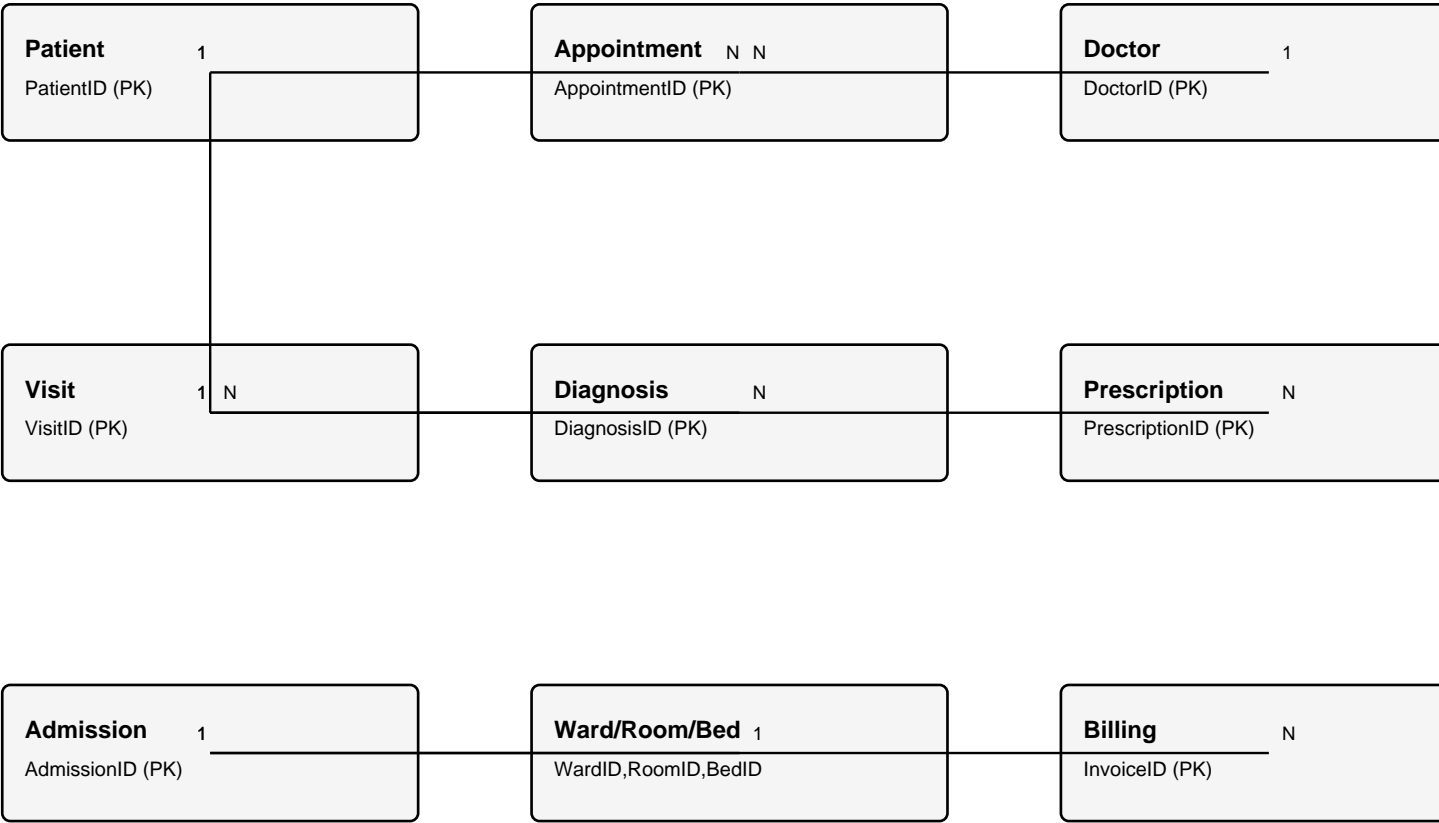 Patient 1
PatientID (PK)
Appointment N N
AppointmentID (PK)
Doctor 1
DoctorID (PK)
Visit 1 N
VisitID (PK)
Diagnosis N
DiagnosisID (PK)
Prescription N
PrescriptionID (PK)
Admission 1
AdmissionID (PK)
Ward/Room/Bed 1
WardID,RoomID,BedID
Billing N
InvoiceID (PK)